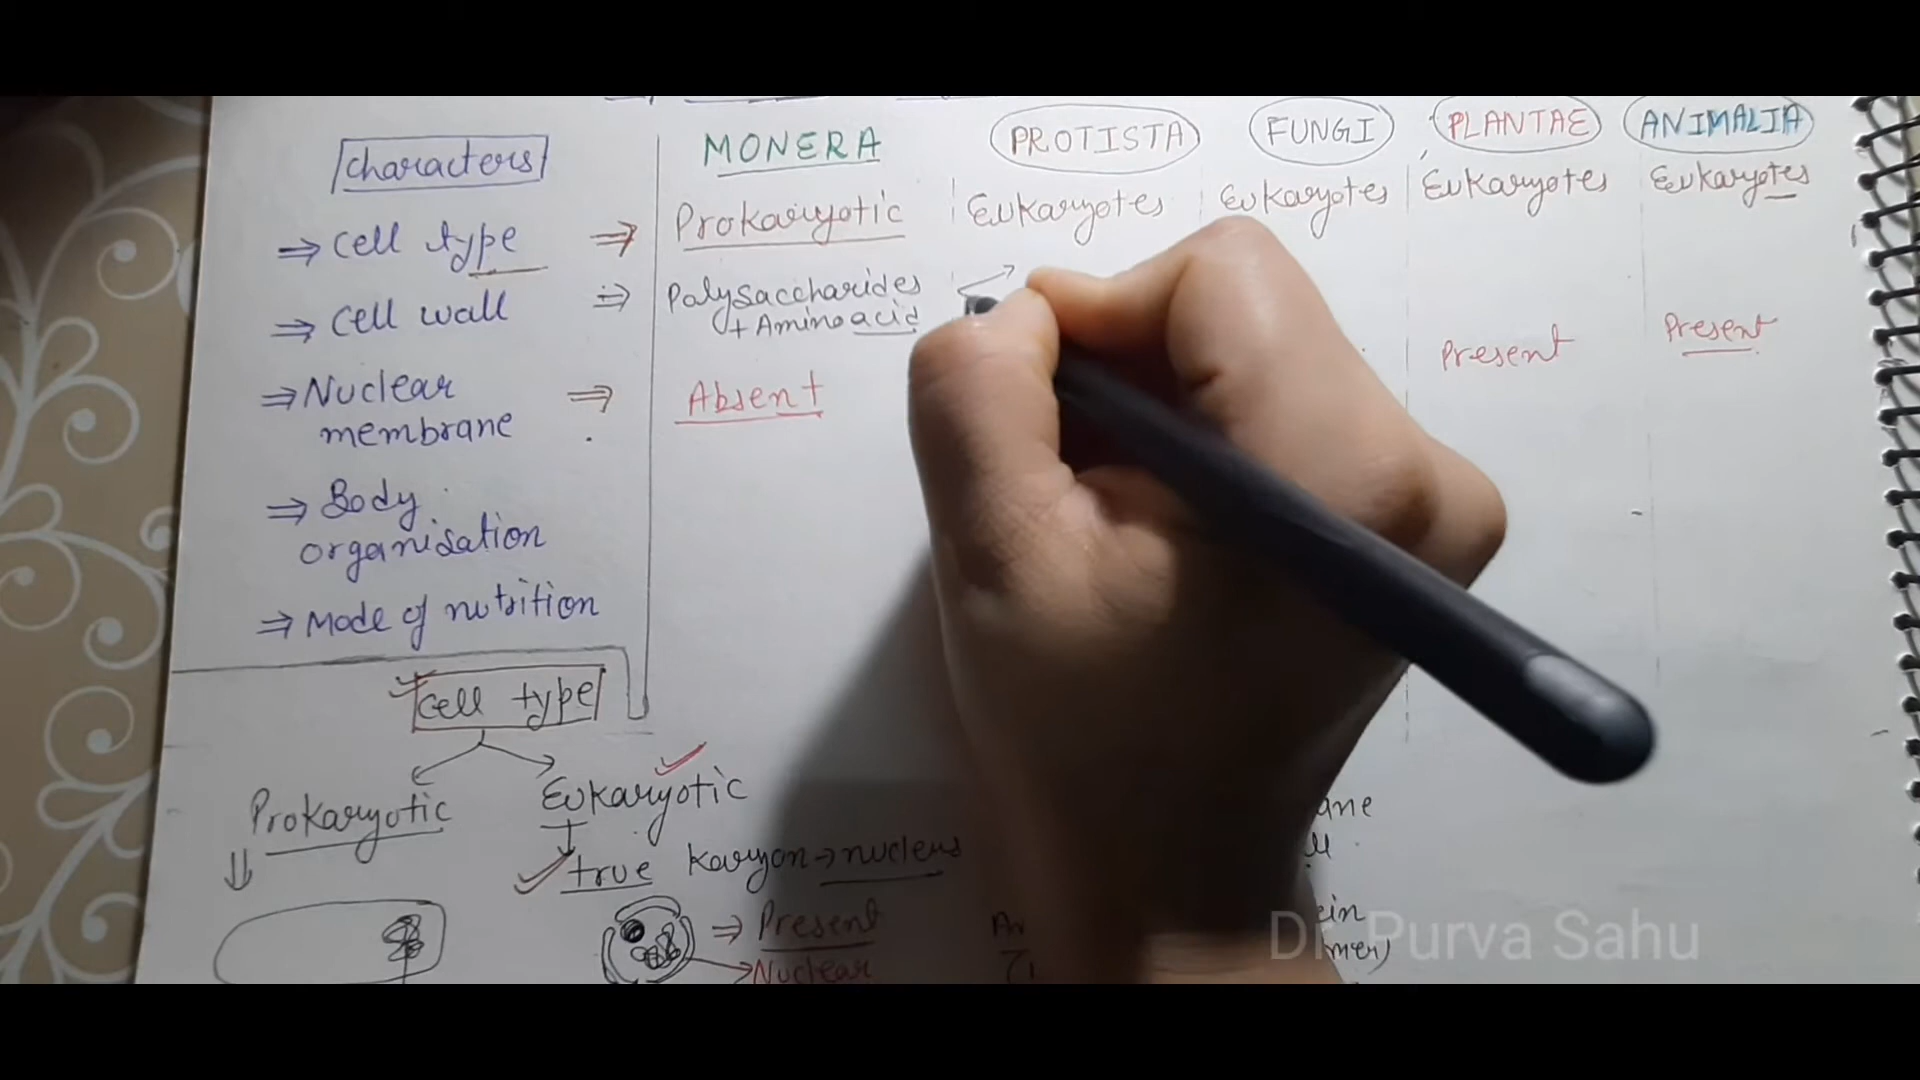 characters
MONERA
PROTISTA
FUNGI
PLANTAE
ANIMALIA
⇒ cell type ⇒ Prokaryotic
Eukaryotes
Eukaryotes
Eukaryotes
Eukaryotes
⇒ cell wall ⇒ Polysaccharides
+ Amino acid
⇒ Nuclear
membrane ⇒ Absent
Present
Present
⇒ Body
organisation
⇒ Mode of nutrition
cell type
Prokaryotic
Eukaryotic
true karyon → nucleus
⇒ Present
Nuclear
Dr. Purva Sahu